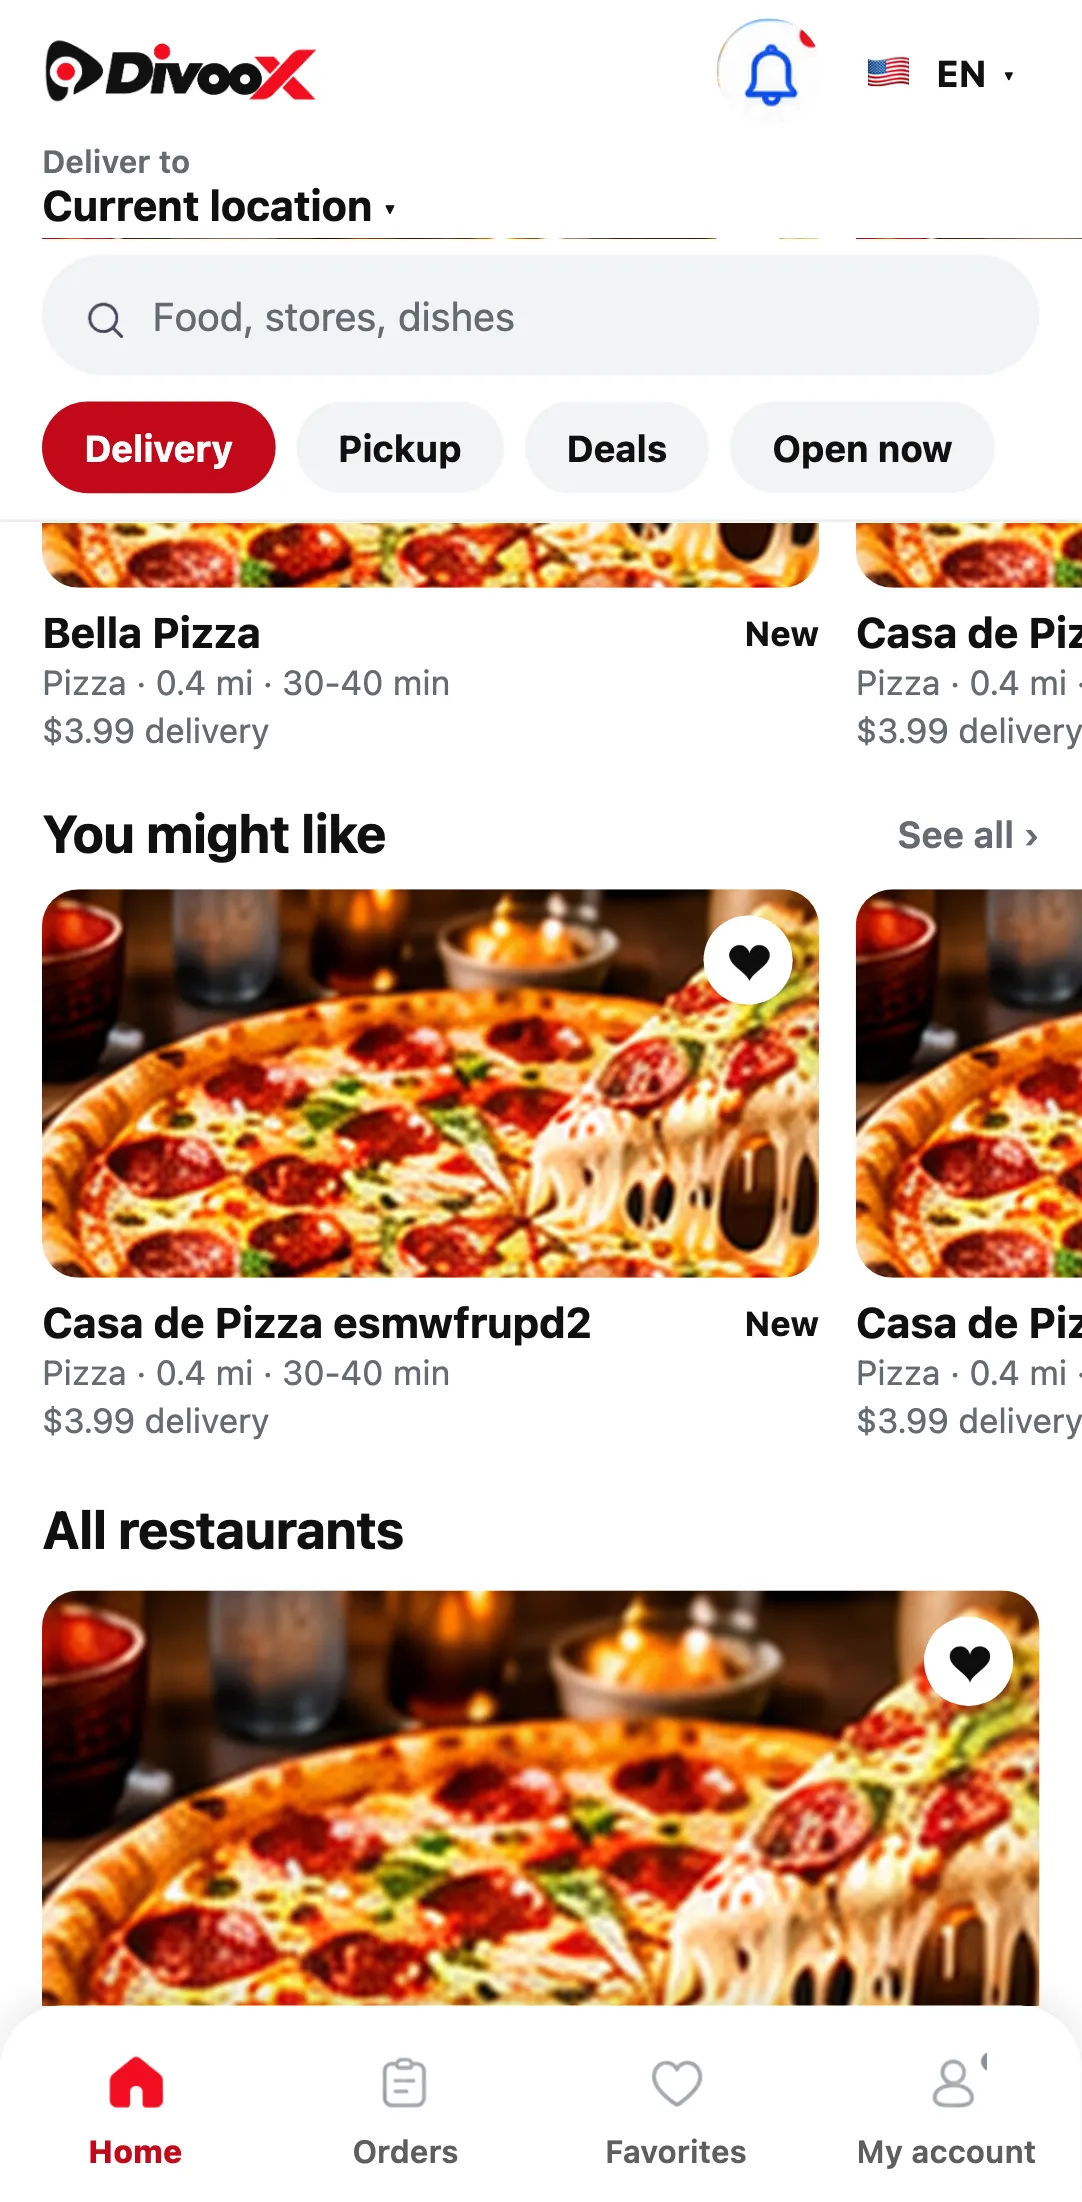 DivooX
EN
Deliver to
Current location
Food, stores, dishes
Delivery
Pickup
Deals
Open now
Bella Pizza
New
Pizza · 0.4 mi · 30-40 min
$3.99 delivery
Casa de
Pizza · 0.4 mi ·
$3.99 delivery
You might like
See all ›
Casa de Pizza esmwfrupd2
New
Pizza · 0.4 mi · 30-40 min
$3.99 delivery
Casa de
Pizza · 0.4 mi ·
$3.99 delivery
All restaurants
Home
Orders
Favorites
My account